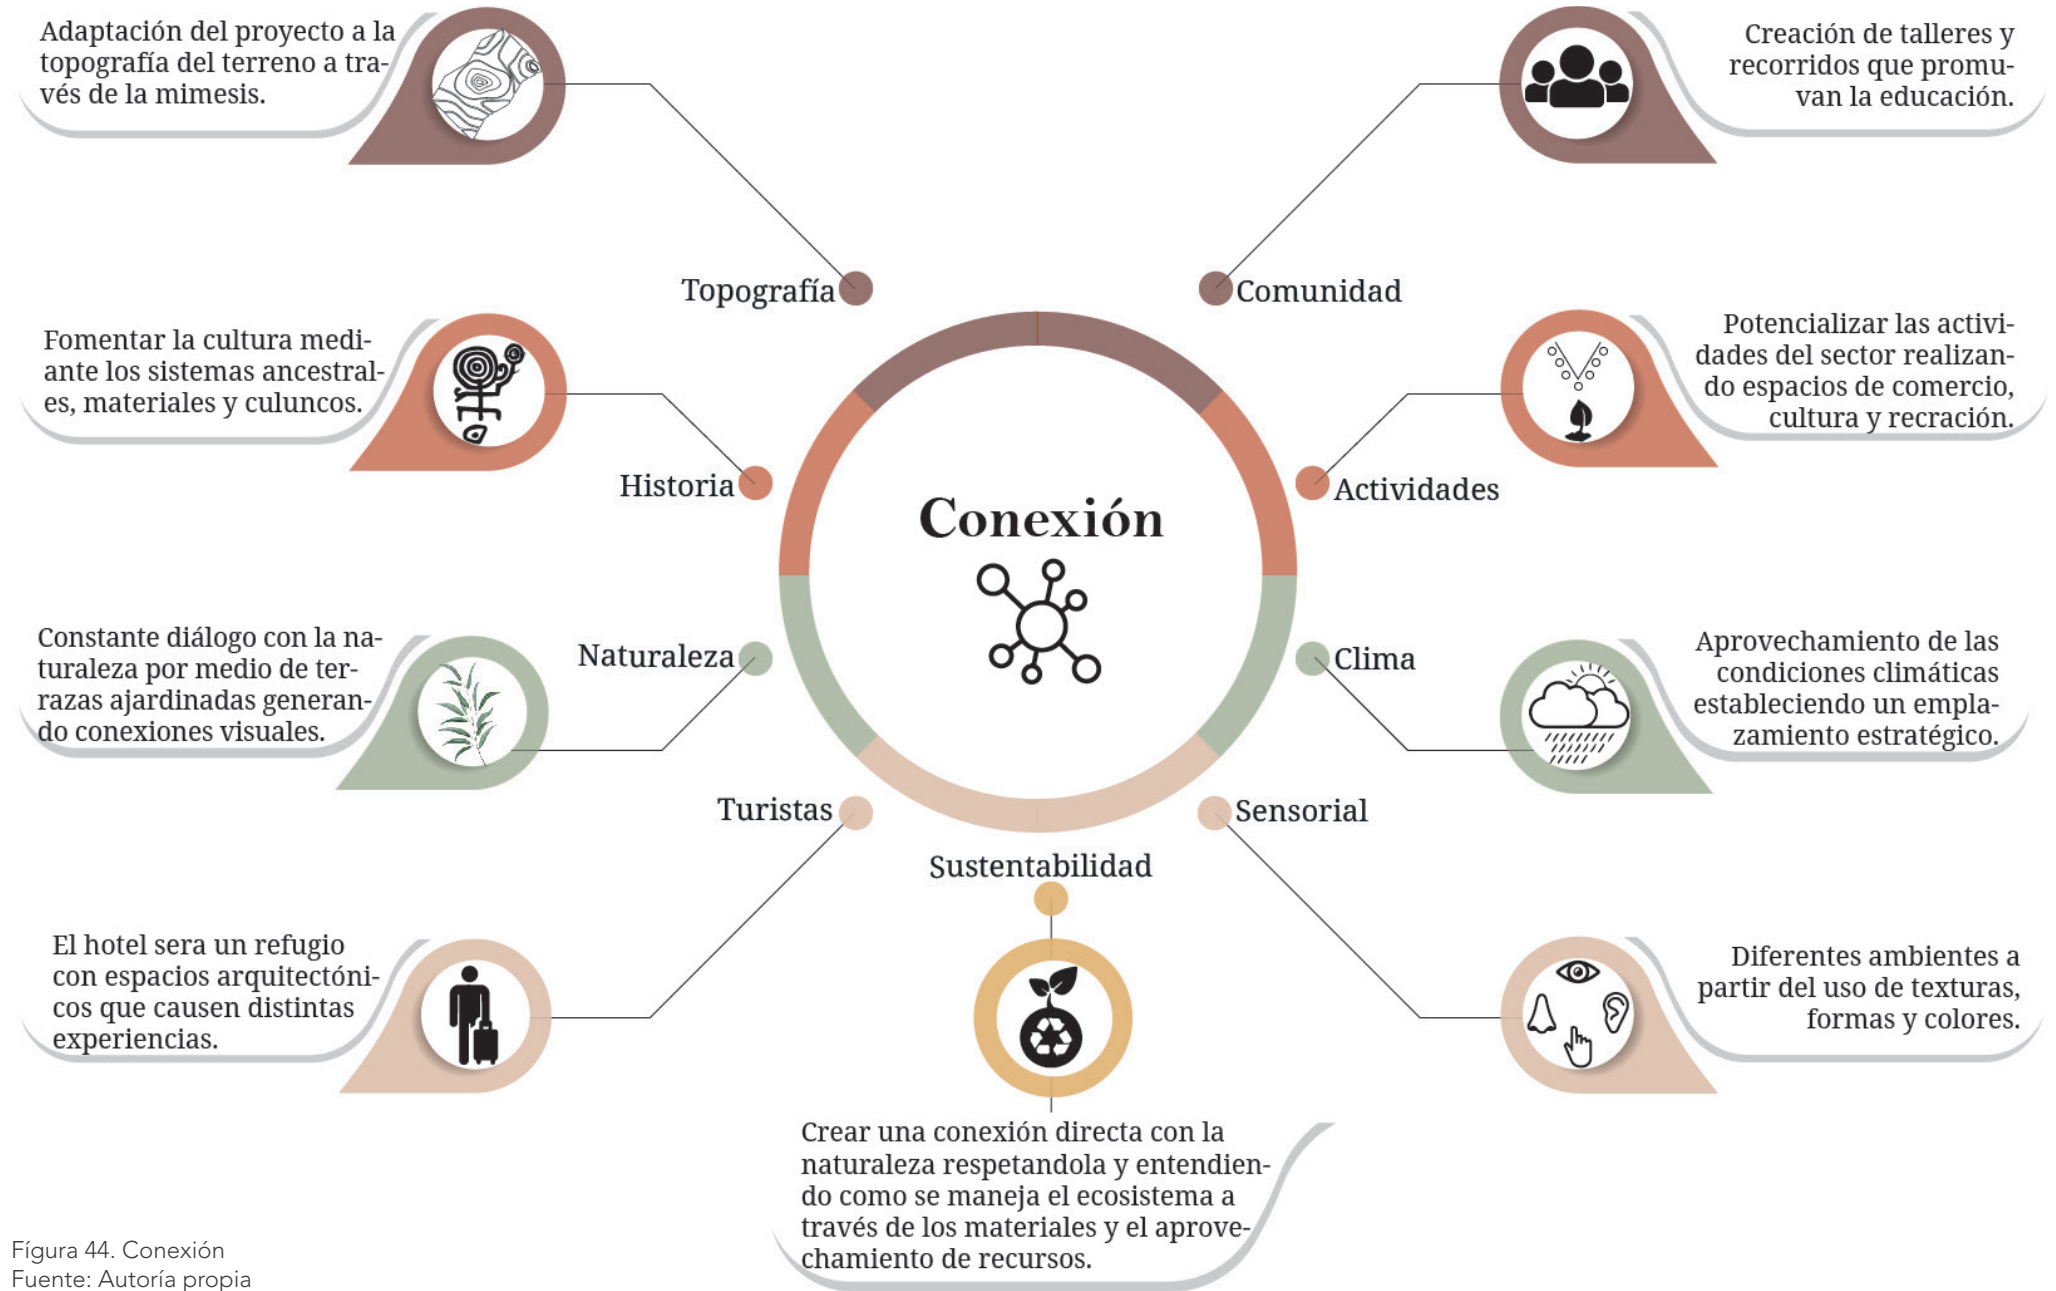 Adaptación del proyecto a la
topografía del terreno a tra-
vés de la mimesis.
Topografía
Fomentar la cultura medi-
ante los sistemas ancestral-
es, materiales y culuncos.
Historia
Constante diálogo con la na-
turaleza por medio de ter-
razas ajardinadas generan-
do conexiones visuales.
Naturaleza
El hotel sera un refugio
con espacios arquitectóni-
cos que causen distintas
experiencias.
Turistas
Conexión
Creación de talleres y
recorridos que promu-
van la educación.
Comunidad
Potencializar las activi-
dades del sector realizan-
do espacios de comercio,
cultura y recración.
Actividades
Aprovechamiento de las
condiciones climáticas
estableciendo un empla-
zamiento estratégico.
Clima
Diferentes ambientes a
partir del uso de texturas,
formas y colores.
Sensorial
Sustentabilidad
Crear una conexión directa con la
naturaleza respetandola y entendien-
do como se maneja el ecosistema a
través de los materiales y el aprove-
chamiento de recursos.
Fígura 44. Conexión
Fuente: Autoría propia